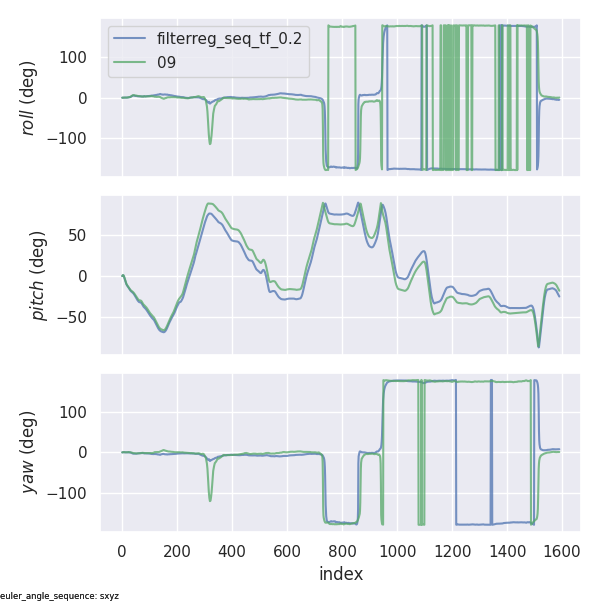 filterreg_seq_tf_0.2
09
roll (deg)
100
0
−100
pitch (deg)
50
0
−50
yaw (deg)
100
0
−100
0 200 400 600 800 1000 1200 1400 1600
index
euler_angle_sequence: sxyz